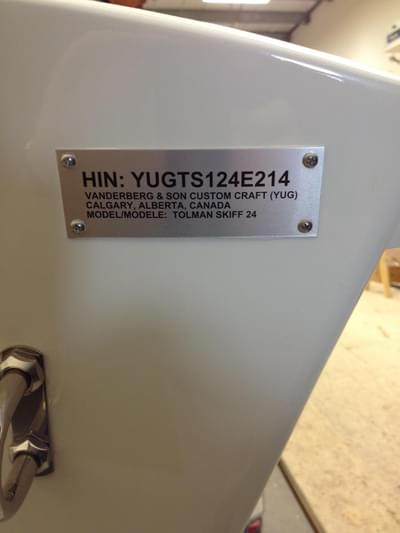 HIN: YUGTS124E214
VANDERBERG & SON CUSTOM CRAFT (YUG)
CALGARY, ALBERTA, CANADA
MODEL/MODELE: TOLMAN SKIFF 24